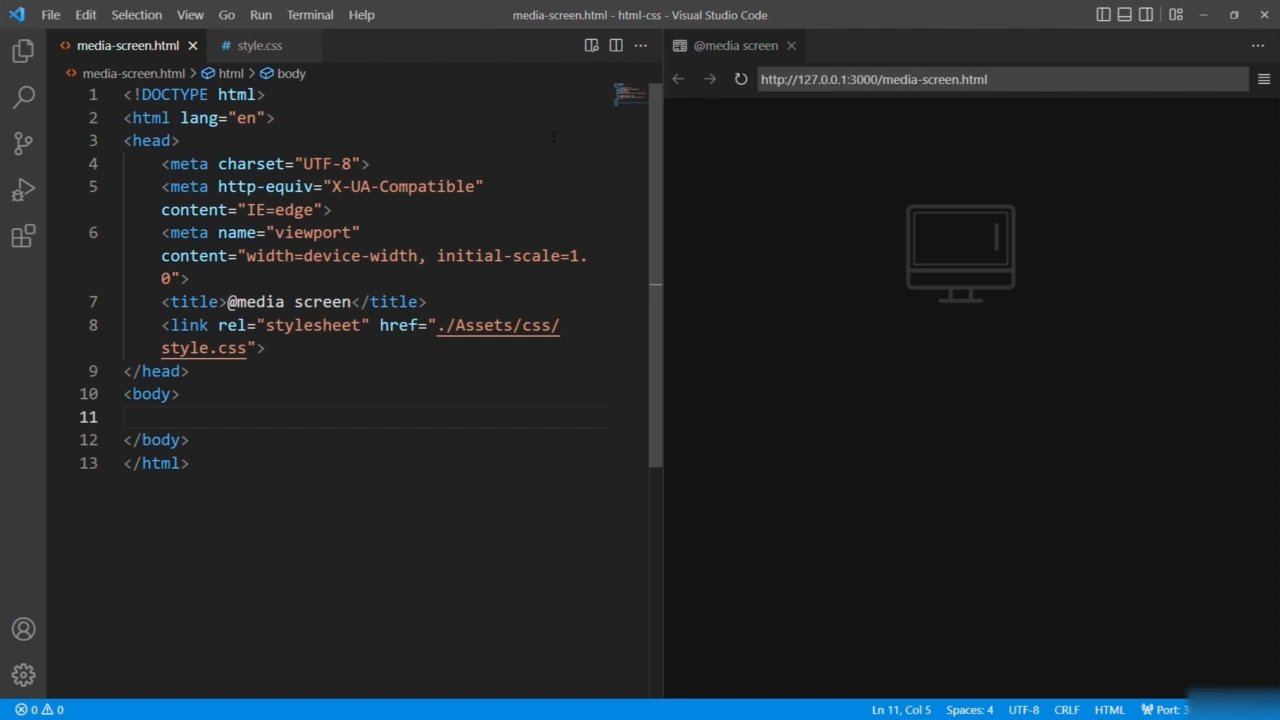 File Edit Selection View Go Run Terminal Help
media-screen.html - html-css - Visual Studio Code
<> media-screen.html ×
# style.css
@media screen ×
<> media-screen.html > html > body
http://127.0.0.1:3000/media-screen.html
1 <!DOCTYPE html>
2 <html lang="en">
3 <head>
4 <meta charset="UTF-8">
5 <meta http-equiv="X-UA-Compatible"
content="IE=edge">
6 <meta name="viewport"
content="width=device-width, initial-scale=1.
0">
7 <title>@media screen</title>
8 <link rel="stylesheet" href="./Assets/css/
style.css">
9 </head>
10 <body>
11
12 </body>
13 </html>
0 0
Ln 11, Col 5 Spaces: 4 UTF-8 CRLF HTML Port: